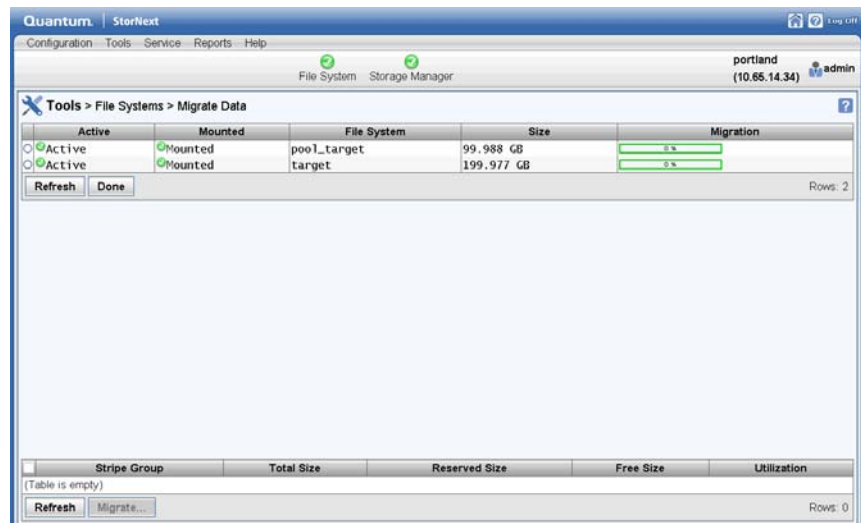 Quantum. StorNext Log Off
Configuration Tools Service Reports Help
File System Storage Manager
portland
(10.65.14.34)
admin
Tools > File Systems > Migrate Data
Active Mounted File System Size Migration
Active Mounted pool_target 99.988 GB 0 %
Active Mounted target 199.977 GB 0 %
Refresh Done Rows: 2
Stripe Group Total Size Reserved Size Free Size Utilization
(Table is empty)
Refresh Migrate... Rows: 0